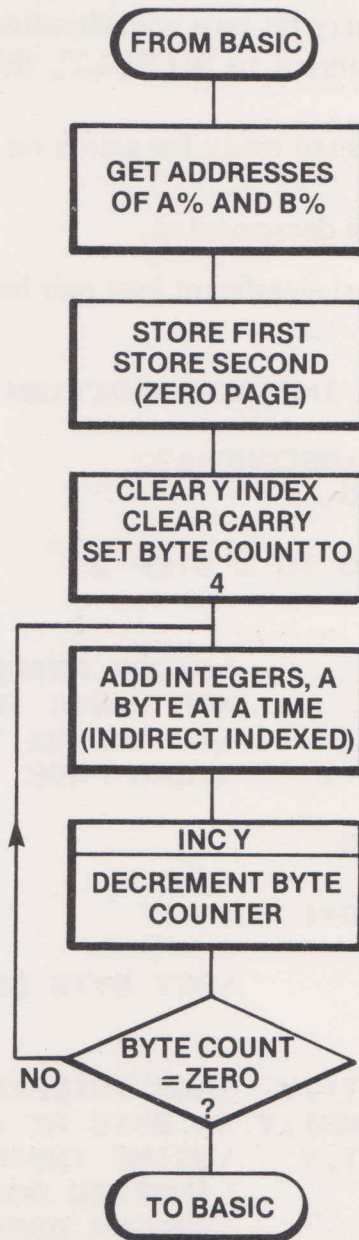 FROM BASIC
GET ADDRESSES
OF A% AND B%
STORE FIRST
STORE SECOND
(ZERO PAGE)
CLEAR Y INDEX
CLEAR CARRY
SET BYTE COUNT TO
4
ADD INTEGERS, A
BYTE AT A TIME
(INDIRECT INDEXED)
INC Y
DECREMENT BYTE
COUNTER
BYTE COUNT
= ZERO
?
NO
TO BASIC